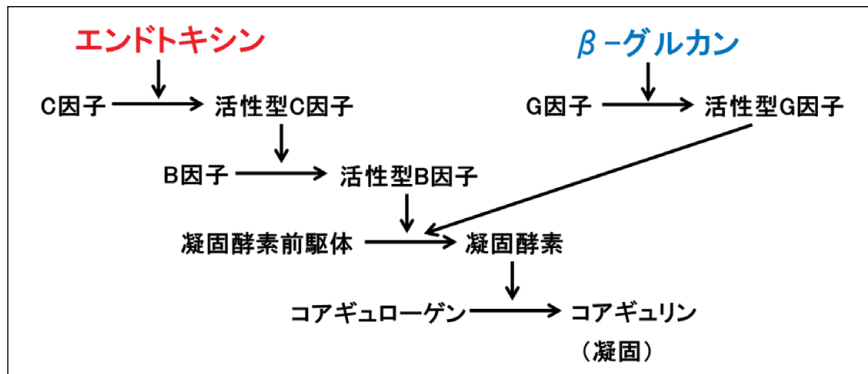 エンドトキシン
β-グルカン
C因子
活性型C因子
G因子
活性型G因子
B因子
活性型B因子
凝固酵素前駆体
凝固酵素
コアギュローゲン
コアギュリン
（凝固）